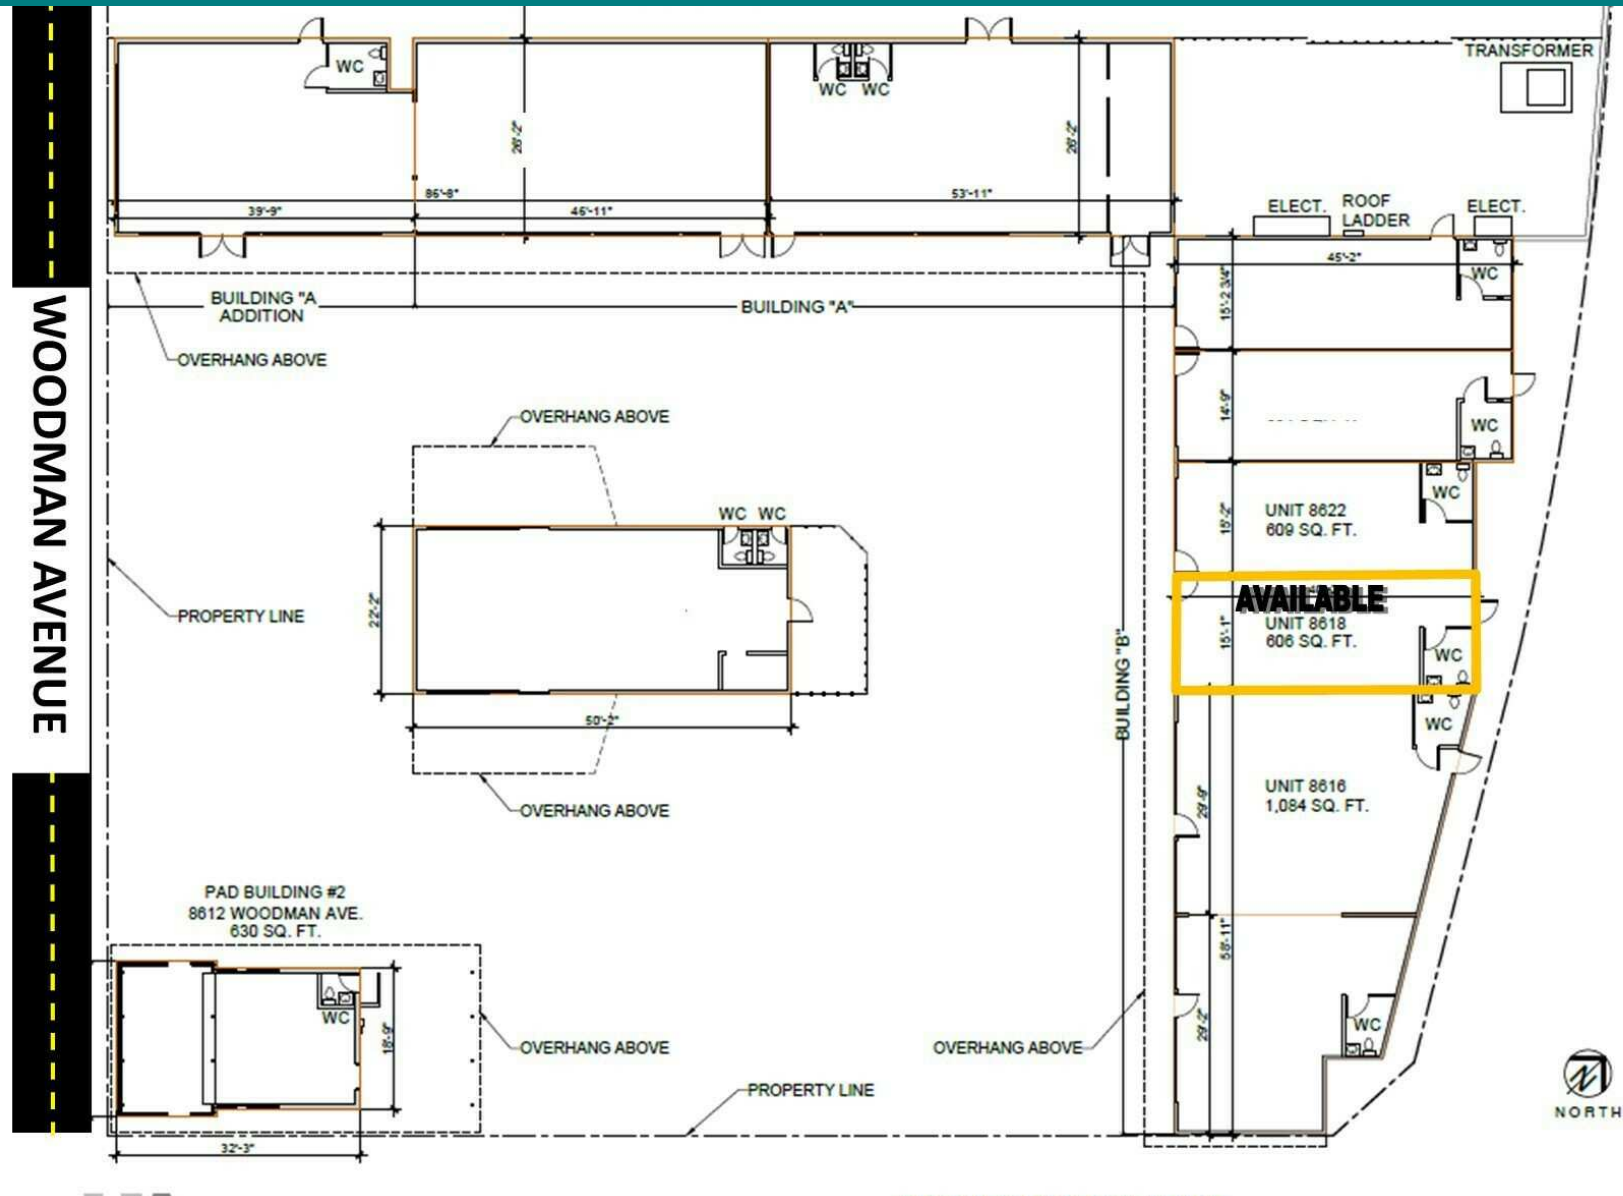 TRANSFORMER
WC
WC WC
26'-2"
26'-2"
86'-8"
53'-11"
39'-9"
46'-11"
ELECT.
ROOF
LADDER
ELECT.
45'-2"
WC
15'-2 3/4"
BUILDING "A
ADDITION
BUILDING "A"
OVERHANG ABOVE
WOODMAN AVENUE
OVERHANG ABOVE
14'-9"
WC
WC
UNIT 8622
609 SQ. FT.
15'-2"
WC WC
22'-2"
PROPERTY LINE
AVAILABLE
UNIT 8618
606 SQ. FT.
15'-1"
WC
BUILDING "B"
50'-2"
WC
UNIT 8616
1,084 SQ. FT.
29'-9"
OVERHANG ABOVE
PAD BUILDING #2
8612 WOODMAN AVE.
630 SQ. FT.
58'-11"
WC
18'-9"
OVERHANG ABOVE
OVERHANG ABOVE
29'-2"
WC
PROPERTY LINE
NORTH
32'-3"